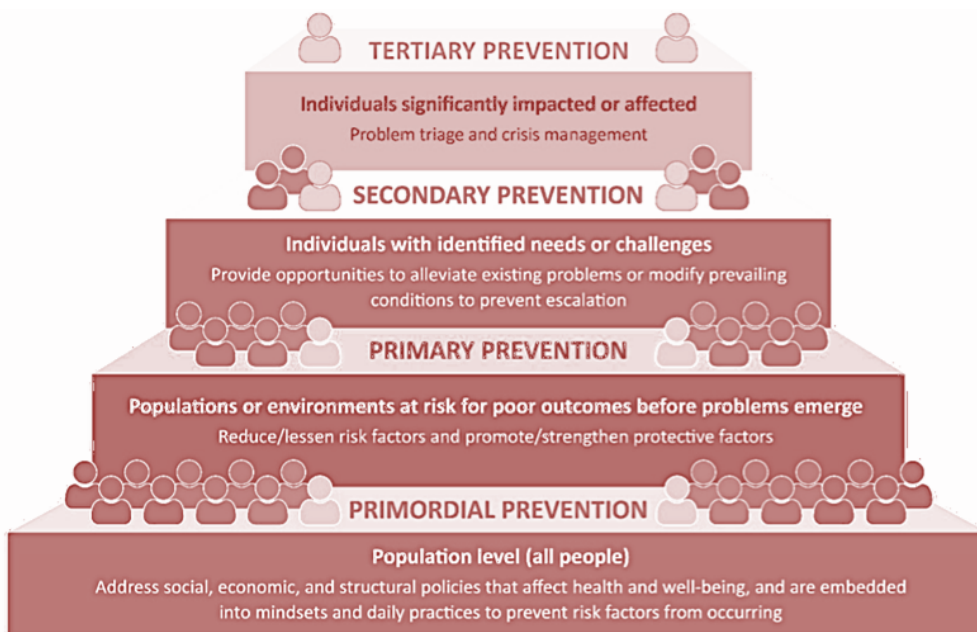 TERTIARY PREVENTION
Individuals significantly impacted or affected
Problem triage and crisis management
SECONDARY PREVENTION
Individuals with identified needs or challenges
Provide opportunities to alleviate existing problems or modify prevailing
conditions to prevent escalation
PRIMARY PREVENTION
Populations or environments at risk for poor outcomes before problems emerge
Reduce/lessen risk factors and promote/strengthen protective factors
PRIMORDIAL PREVENTION
Population level (all people)
Address social, economic, and structural policies that affect health and well-being, and are embedded
into mindsets and daily practices to prevent risk factors from occurring